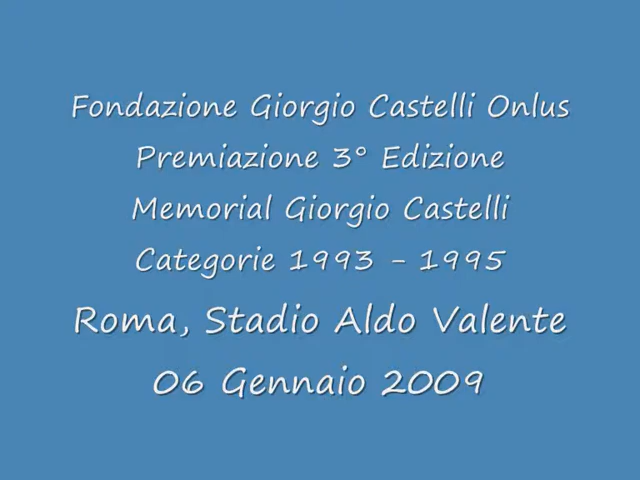 Fondazione Giorgio Castelli Onlus
Premiazione 3° Edizione
Memorial Giorgio Castelli
Categorie 1993 - 1995
Roma, Stadio Aldo Valente
06 Gennaio 2009